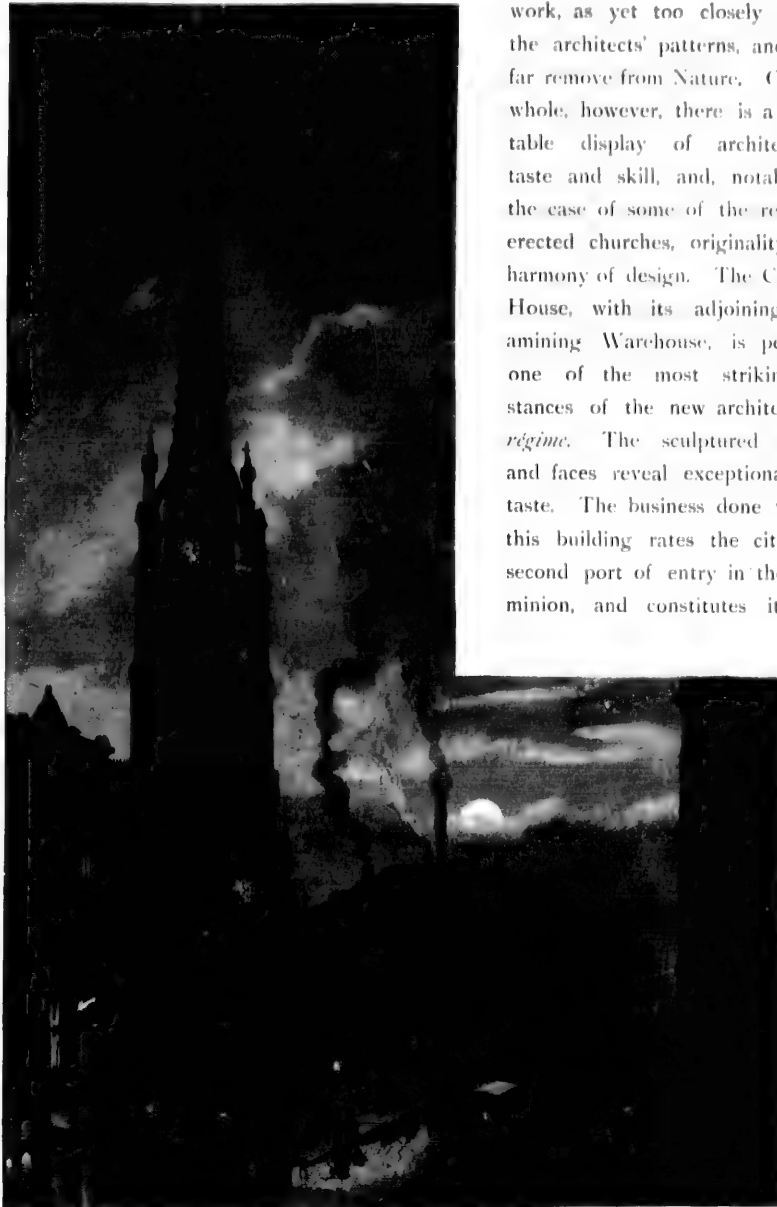 work, as yet too closely
the architects' patterns, and
far remove from Nature. C
whole, however, there is a
table display of archite
taste and skill, and, notal
the case of some of the re
erected churches, originality
harmony of design. The C
House, with its adjoining
amining Warehouse, is pe
one of the most strikin
stances of the new archite
régime. The sculptured
and faces reveal exceptiona
taste. The business done
this building rates the cit
second port of entry in the
minion, and constitutes it